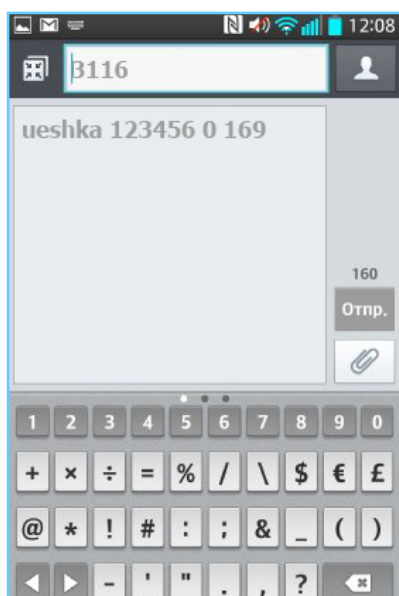 12:08
3116
ueshka 123456 0 169
160
Отпр.
1 2 3 4 5 6 7 8 9 0
+ × ÷ = % / \ $ € £
@ * ! # : ; & _ ( )
- ' " . , ?